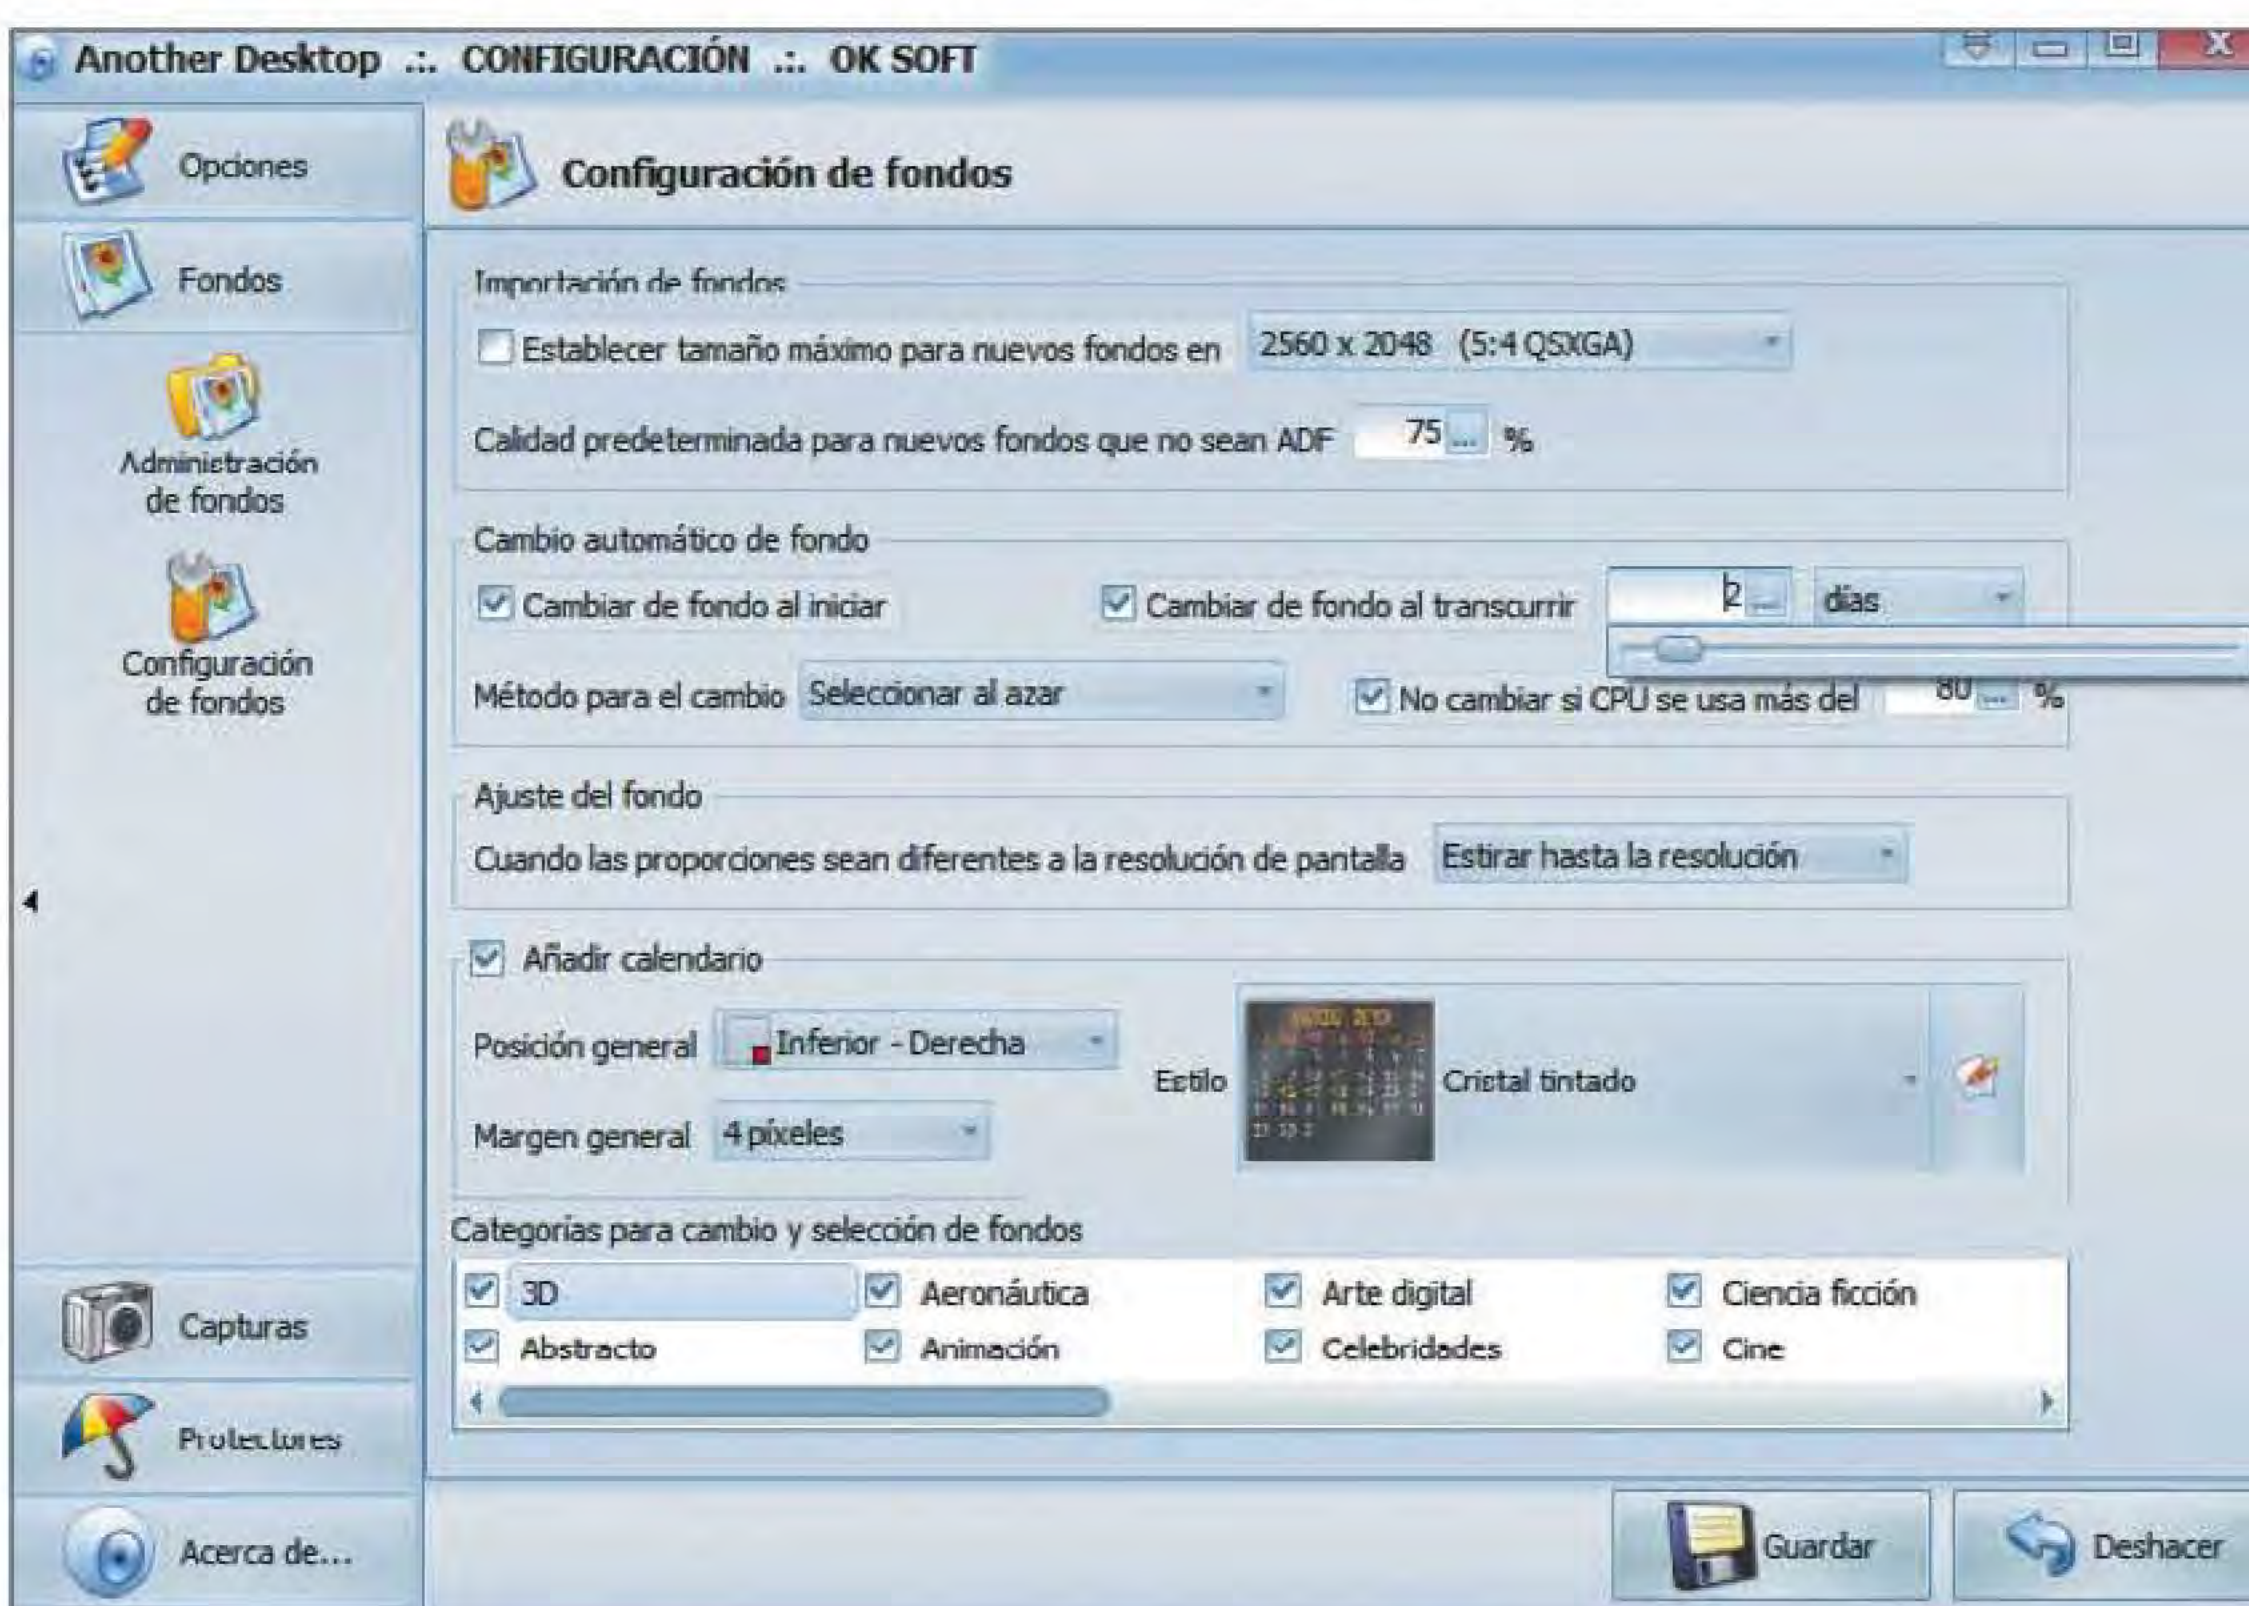 Another Desktop .:. CONFIGURACIÓN .:. OK SOFT
Opciones
Fondos
Administración
de fondos
Configuración
de fondos
Capturas
Protectores
Acerca de...
Configuración de fondos
Importación de fondos
Establecer tamaño máximo para nuevos fondos en 2560 x 2048 (5:4 QSXGA)
Calidad predeterminada para nuevos fondos que no sean ADF 75 ... %
Cambio automático de fondo
Cambiar de fondo al iniciar Cambiar de fondo al transcurrir 2 ... días
Método para el cambio Seleccionar al azar No cambiar si CPU se usa más del 80 ... %
Ajuste del fondo
Cuando las proporciones sean diferentes a la resolución de pantalla Estirar hasta la resolución
Añadir calendario
Posición general Inferior - Derecha
Estilo Cristal tintado
Margen general 4 píxeles
Categorías para cambio y selección de fondos
3D Aeronáutica Arte digital Ciencia ficción
Abstracto Animación Celebridades Cine
Guardar Deshacer